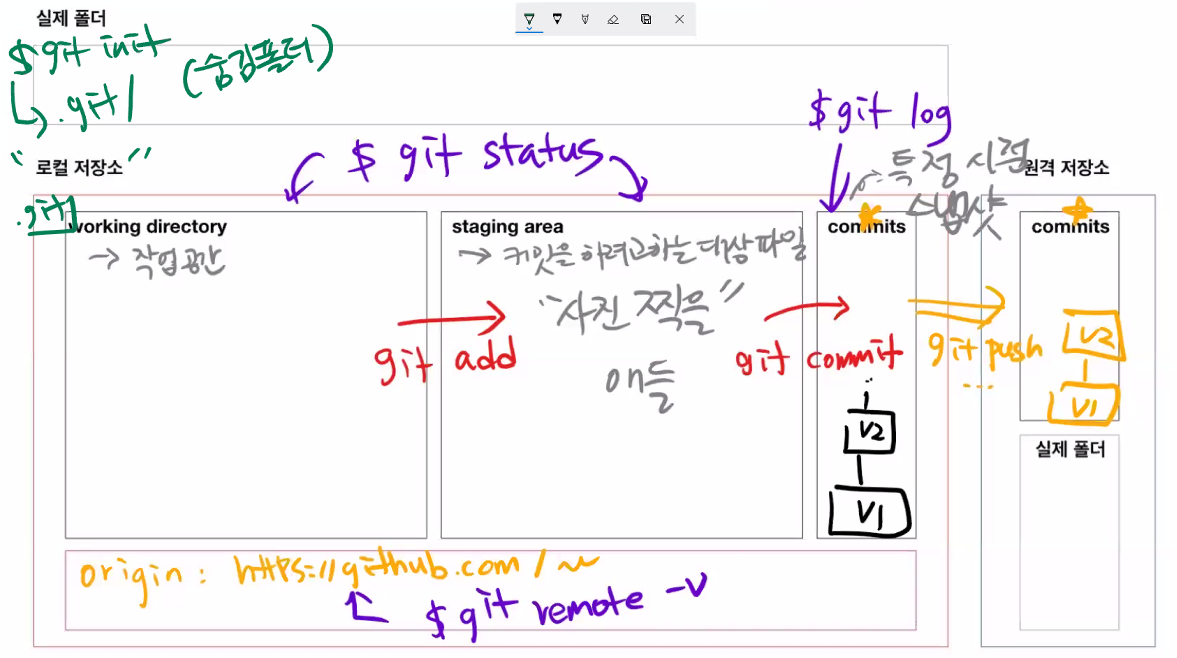 실제 폴더
$ git init
.git/ (숨김폴더)
$ git log
" 로컬 저장소 "
$ git status
특정 시점
스냅샷
원격 저장소
.git/
working directory
→ 작업공간
staging area
→ 커밋을 하려고하는 대상파일
"사진 찍을"
애들
commits
commits
git add
git commit
git push
...
V2
V1
V2
V1
실제 폴더
origin : https://github.com/~
$ git remote -v